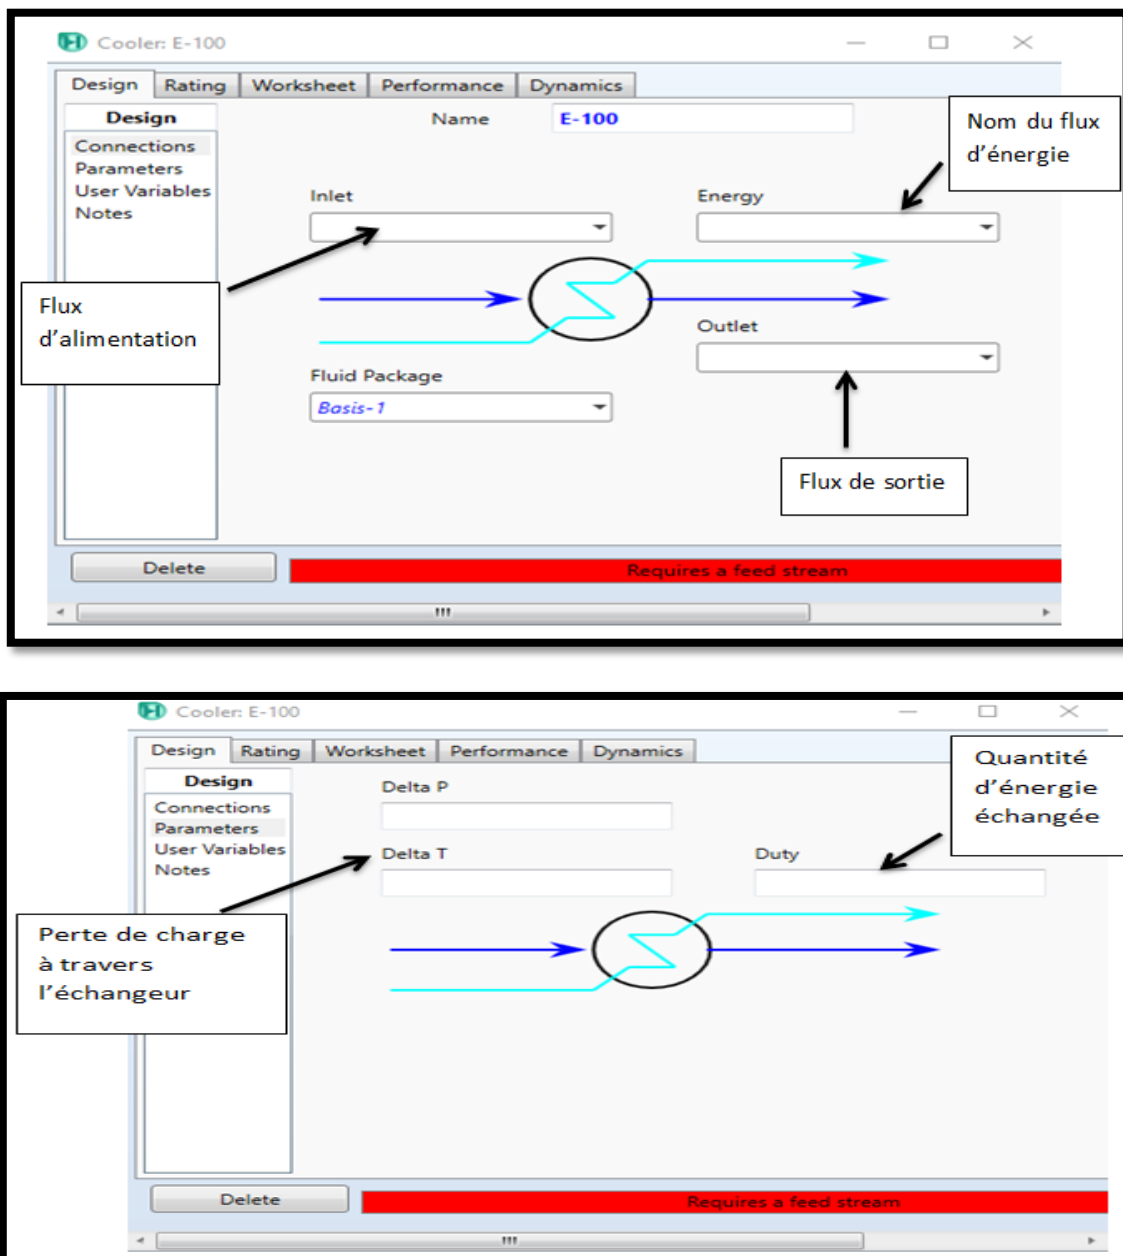 Cooler: E-100
Design Rating Worksheet Performance Dynamics
Design
Connections
Parameters
User Variables
Notes
Name E-100
Nom du flux
d'énergie
Inlet
Energy
Flux
d'alimentation
Outlet
Fluid Package
Basis-1
Flux de sortie
Delete
Requires a feed stream
Cooler: E-100
Design Rating Worksheet Performance Dynamics
Design
Connections
Parameters
User Variables
Notes
Delta P
Quantité
d'énergie
échangée
Delta T
Duty
Perte de charge
à travers
l'échangeur
Delete
Requires a feed stream